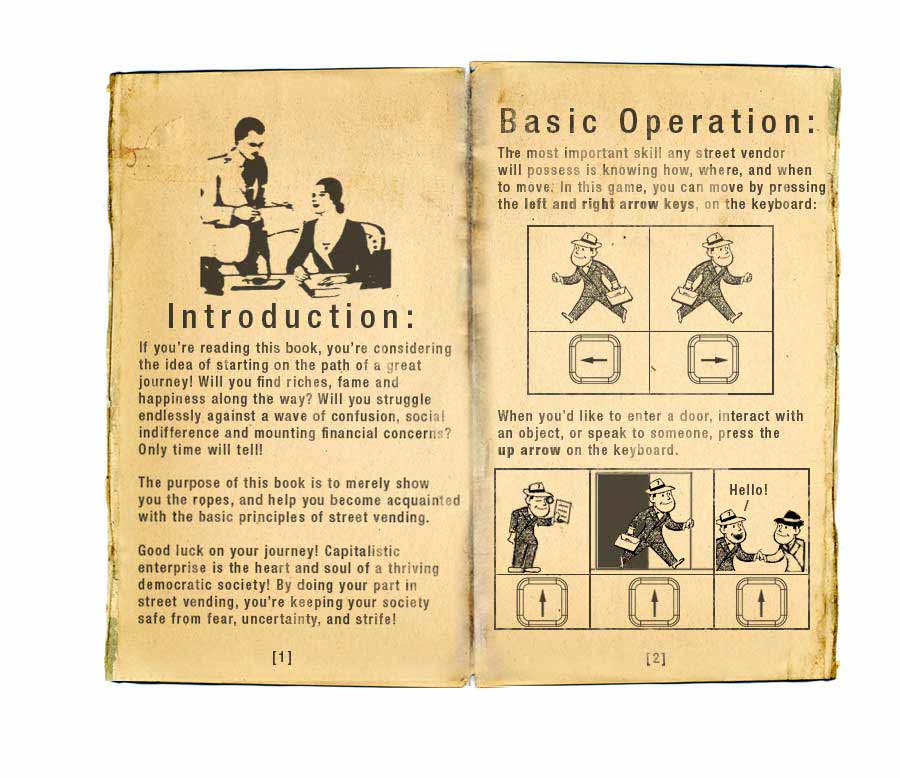 Introduction:
If you're reading this book, you're considering
the idea of starting on the path of a great
journey! Will you find riches, fame and
happiness along the way? Will you struggle
endlessly against a wave of confusion, social
indifference and mounting financial concerns?
Only time will tell!
The purpose of this book is to merely show
you the ropes, and help you become acquainted
with the basic principles of street vending.
Good luck on your journey! Capitalistic
enterprise is the heart and soul of a thriving
democratic society! By doing your part in
street vending, you're keeping your society
safe from fear, uncertainty, and strife!
[1]
Basic Operation:
The most important skill any street vendor
will possess is knowing how, where, and when
to move. In this game, you can move by pressing
the left and right arrow keys, on the keyboard:
When you'd like to enter a door, interact with
an object, or speak to someone, press the
up arrow on the keyboard.
Hello!
[2]